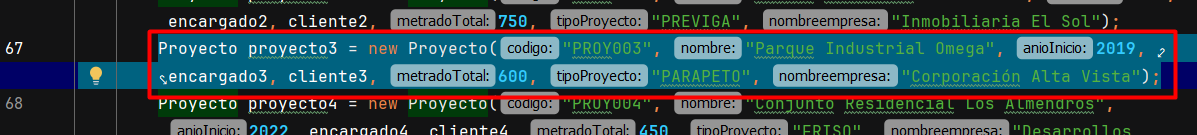 encargado2, cliente2, metradoTotal: 750, tipoProyecto: "PREVIGA", nombreempresa: "Inmobiliaria El Sol");
67 Proyecto proyecto3 = new Proyecto( codigo: "PROY003", nombre: "Parque Industrial Omega", anioInicio: 2019,
encargado3, cliente3, metradoTotal: 600, tipoProyecto: "PARAPETO", nombreempresa: "Corporación Alta Vista");
68 Proyecto proyecto4 = new Proyecto( codigo: "PROY004", nombre: "Conjunto Residencial Los Almendros",
anioInicio: 2022, encargado4, cliente4, metradoTotal: 450, tipoProyecto: "FRISO", nombreempresa: "Desarrollos